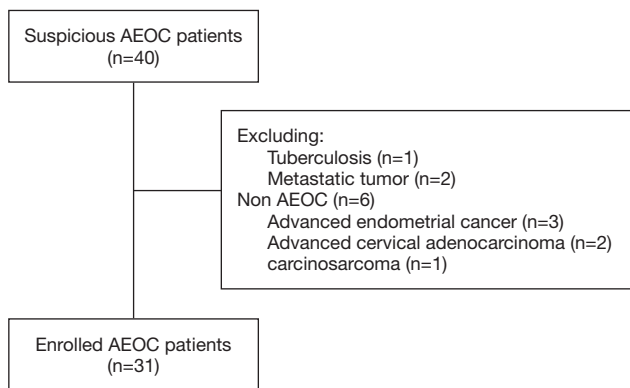 Suspicious AEOC patients
(n=40)
Excluding:
Tuberculosis (n=1)
Metastatic tumor (n=2)
Non AEOC (n=6)
Advanced endometrial cancer (n=3)
Advanced cervical adenocarcinoma (n=2)
carcinosarcoma (n=1)
Enrolled AEOC patients
(n=31)